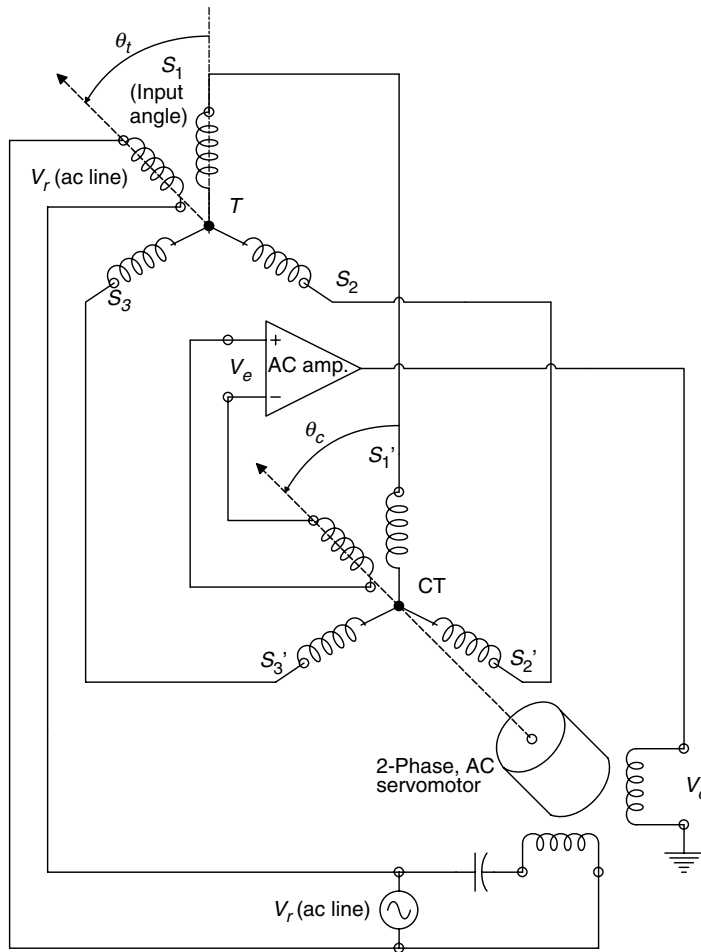 θt
S1
(Input
angle)
Vr (ac line)
T
S3
S2
+
AC amp.
Ve
−
θc
S1’
CT
S3’
S2’
2-Phase, AC
servomotor
Vr (ac line)